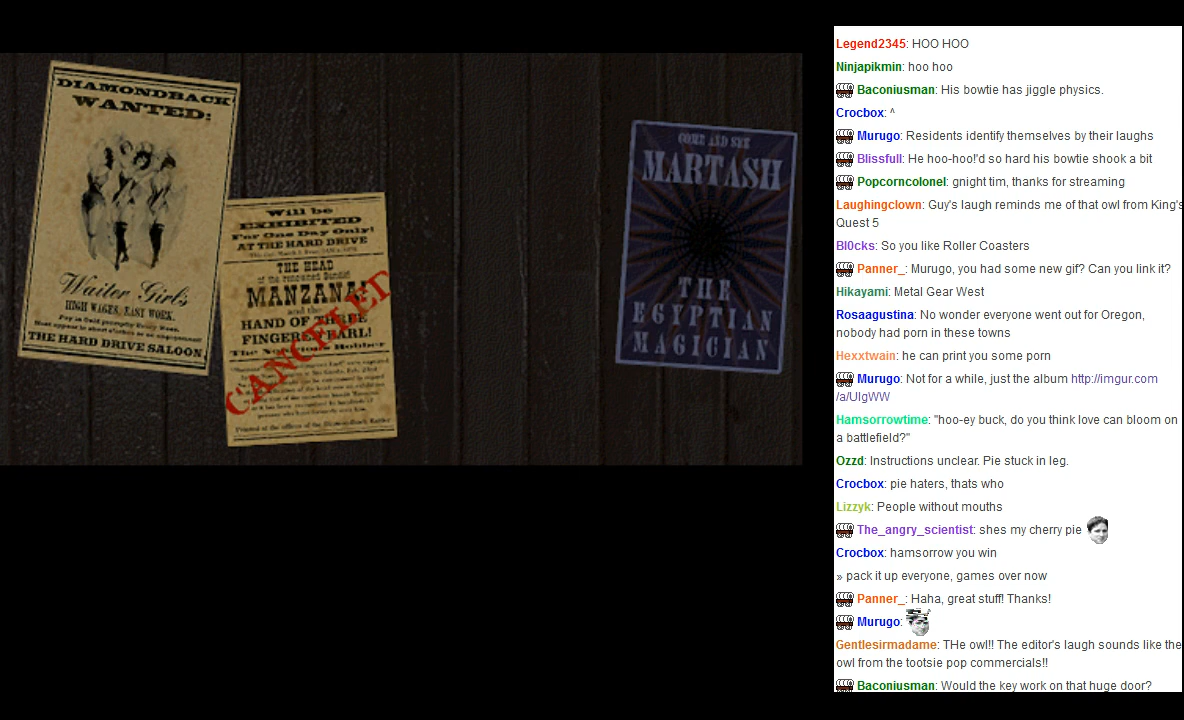 DIAMONDBACK
WANTED:
Waiter Girls
HIGH WAGES, EASY WORK.
THE HARD DRIVE SALOON
Will be
EXHIBITED
For One Day Only!
AT THE HARD DRIVE
THE HEAD
of the renowned Bandit
MANZANA!
and the
HAND OF THREE
FINGERED EARL!
The Notorious Robber
CANCELED
COME AND SEE
MARTASH
THE
EGYPTIAN
MAGICIAN
Legend2345: HOO HOO
Ninjapikmin: hoo hoo
Baconiusman: His bowtie has jiggle physics.
Crocbox: ^
Murugo: Residents identify themselves by their laughs
Blissfull: He hoo-hoo!'d so hard his bowtie shook a bit
Popcorncolonel: gnight tim, thanks for streaming
Laughingclown: Guy's laugh reminds me of that owl from King's
Quest 5
Bl0cks: So you like Roller Coasters
Panner_: Murugo, you had some new gif? Can you link it?
Hikayami: Metal Gear West
Rosaagustina: No wonder everyone went out for Oregon,
nobody had porn in these towns
Hexxtwain: he can print you some porn
Murugo: Not for a while, just the album http://imgur.com
/a/UIgWW
Hamsorrowtime: "hoo-ey buck, do you think love can bloom on
a battlefield?"
Ozzd: Instructions unclear. Pie stuck in leg.
Crocbox: pie haters, thats who
Lizzyk: People without mouths
The_angry_scientist: shes my cherry pie
Crocbox: hamsorrow you win
» pack it up everyone, games over now
Panner_: Haha, great stuff! Thanks!
Murugo:
Gentlesirmadame: THe owl!! The editor's laugh sounds like the
owl from the tootsie pop commercials!!
Baconiusman: Would the key work on that huge door?